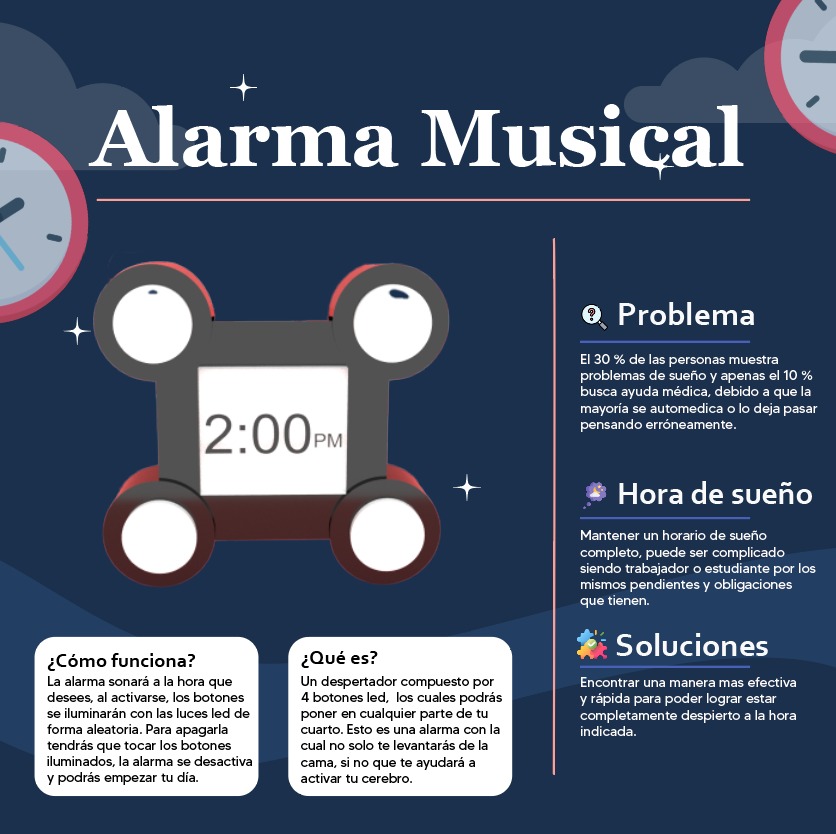 Alarma Musical
2:00PM
Problema
El 30 % de las personas muestra
problemas de sueño y apenas el 10 %
busca ayuda médica, debido a que la
mayoría se automedica o lo deja pasar
pensando erróneamente.
Hora de sueño
Mantener un horario de sueño
completo, puede ser complicado
siendo trabajador o estudiante por los
mismos pendientes y obligaciones
que tienen.
Soluciones
Encontrar una manera mas efectiva
y rápida para poder lograr estar
completamente despierto a la hora
indicada.
¿Cómo funciona?
La alarma sonará a la hora que
desees, al activarse, los botones
se iluminarán con las luces led de
forma aleatoria. Para apagarla
tendrás que tocar los botones
iluminados, la alarma se desactiva
y podrás empezar tu día.
¿Qué es?
Un despertador compuesto por
4 botones led, los cuales podrás
poner en cualquier parte de tu
cuarto. Esto es una alarma con la
cual no solo te levantarás de la
cama, si no que te ayudará a
activar tu cerebro.